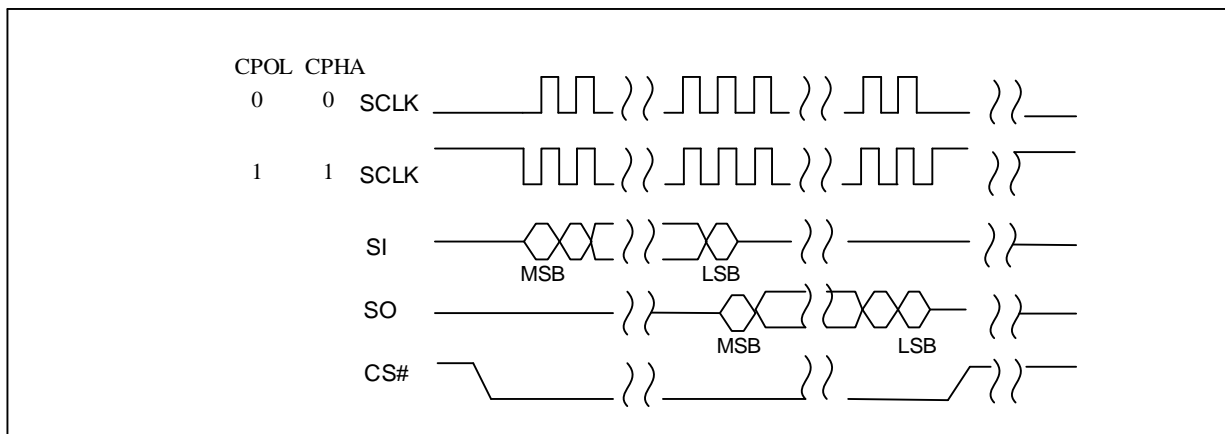 CPOL CPHA
0 0 SCLK
1 1 SCLK
SI
MSB LSB
SO
MSB LSB
CS#